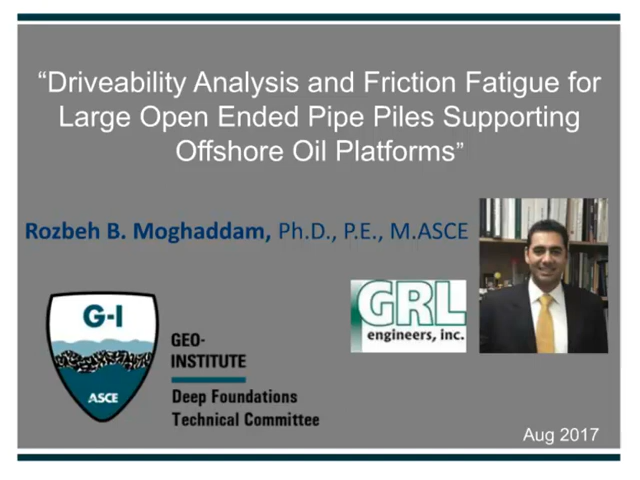 “Driveability Analysis and Friction Fatigue for
Large Open Ended Pipe Piles Supporting
Offshore Oil Platforms”
Rozbeh B. Moghaddam, Ph.D., P.E., M.ASCE
G-I
ASCE
GEO-
INSTITUTE
Deep Foundations
Technical Committee
GRL
engineers, inc.
Aug 2017